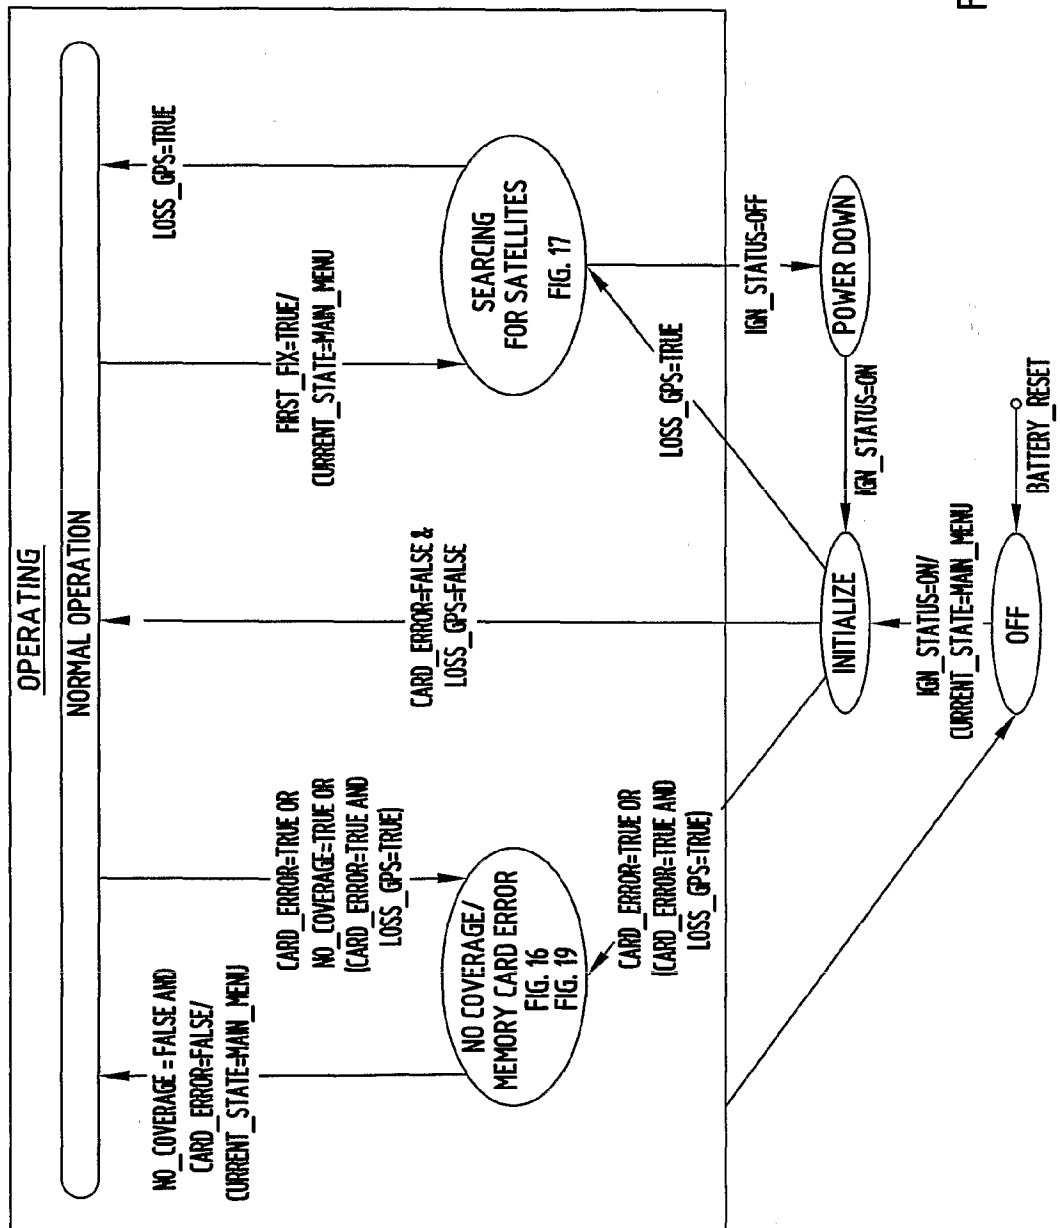 OPERATING
NORMAL OPERATION
NO_COVERAGE = FALSE AND
CARD_ERROR=FALSE/
CURRENT_STATE=MAIN_MENU
CARD_ERROR=TRUE OR
NO_COVERAGE=TRUE OR
(CARD_ERROR=TRUE AND
LOSS_GPS=TRUE)
CARD_ERROR=FALSE &
LOSS_GPS=FALSE
FIRST_FIX=TRUE/
CURRENT_STATE=MAIN_MENU
LOSS_GPS=TRUE
NO COVERAGE/
MEMORY CARD ERROR
FIG. 16
FIG. 19
SEARCING
FOR SATELLITES
FIG. 17
CARD_ERROR=TRUE OR
(CARD_ERROR=TRUE AND
LOSS_GPS=TRUE)
LOSS_GPS=TRUE
IGN_STATUS=OFF
INITIALIZE
IGN_STATUS=ON
POWER DOWN
IGN_STATUS=ON/
CURRENT_STATE=MAIN_MENU
OFF
BATTERY_RESET